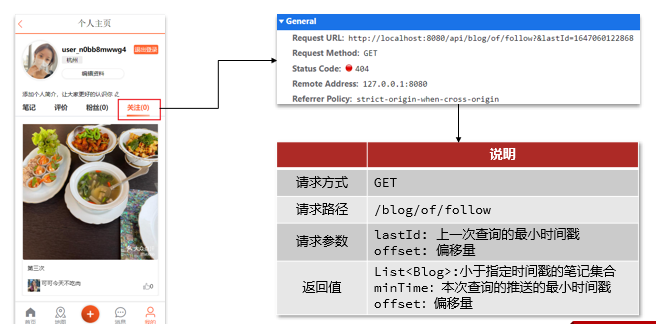 个人主页
user_n0bb8mwwg4
退出登录
杭州
编辑资料
添加个人简介，让大家更好的认识你
笔记 评价 粉丝(0) 关注(0)
第三次
可可今天不吃肉
0
首页 地图 消息 我的
General
Request URL: http://localhost:8080/api/blog/of/follow?&lastId=1647060122868
Request Method: GET
Status Code: 404
Remote Address: 127.0.0.1:8080
Referrer Policy: strict-origin-when-cross-origin
说明
请求方式 GET
请求路径 /blog/of/follow
请求参数 lastId: 上一次查询的最小时间戳
offset: 偏移量
返回值 List<Blog>:小于指定时间戳的笔记集合
minTime: 本次查询的推送的最小时间戳
offset: 偏移量